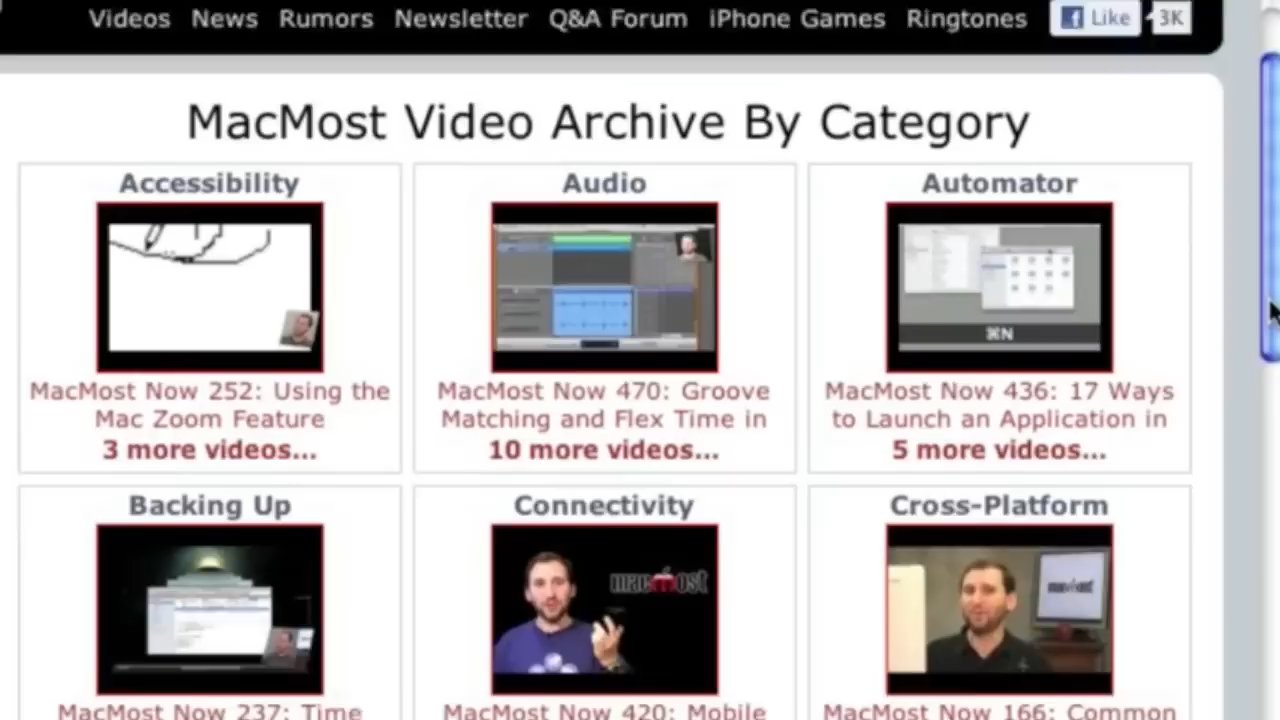 Videos News Rumors Newsletter Q&A Forum iPhone Games Ringtones Like 3K
MacMost Video Archive By Category
Accessibility
MacMost Now 252: Using the
Mac Zoom Feature
3 more videos...
Audio
MacMost Now 470: Groove
Matching and Flex Time in
10 more videos...
Automator
⌘N
MacMost Now 436: 17 Ways
to Launch an Application in
5 more videos...
Backing Up
MacMost Now 237: Time
Connectivity
macmost
MacMost Now 420: Mobile
Cross-Platform
macmost
MacMost Now 166: Common